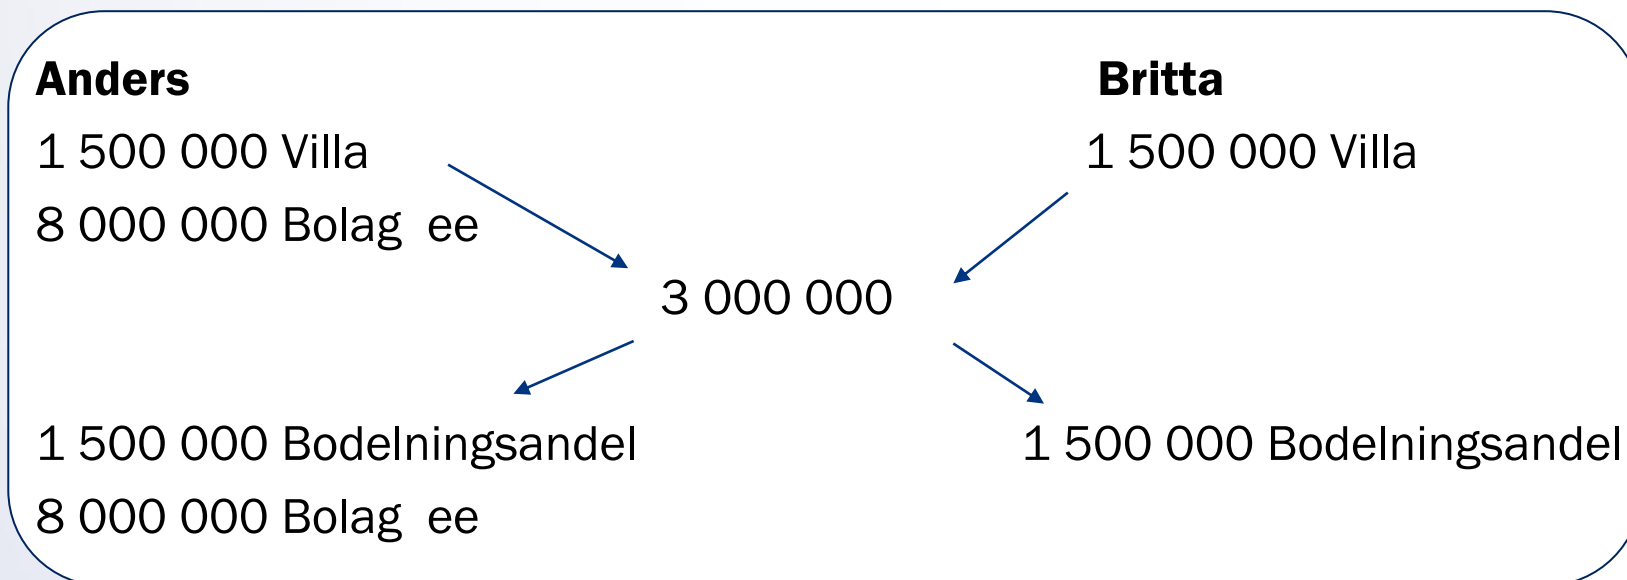 Anders Britta
1 500 000 Villa 1 500 000 Villa
8 000 000 Bolag ee
3 000 000
1 500 000 Bodelningsandel 1 500 000 Bodelningsandel
8 000 000 Bolag ee